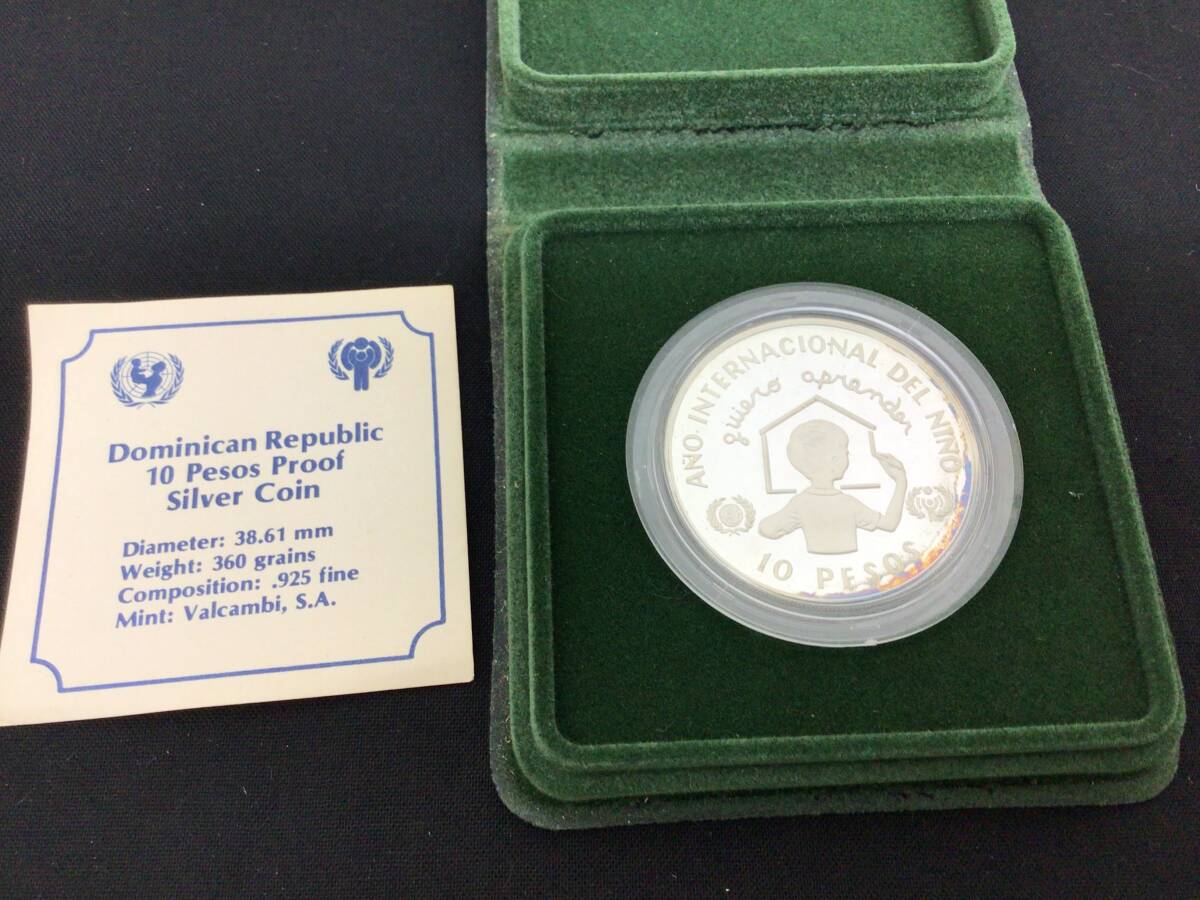 Dominican Republic
10 Pesos Proof
Silver Coin
Diameter: 38.61 mm
Weight: 360 grains
Composition: .925 fine
Mint: Valcambi, S.A.
AÑO INTERNACIONAL DEL NIÑO
quiero aprender
10 PESOS